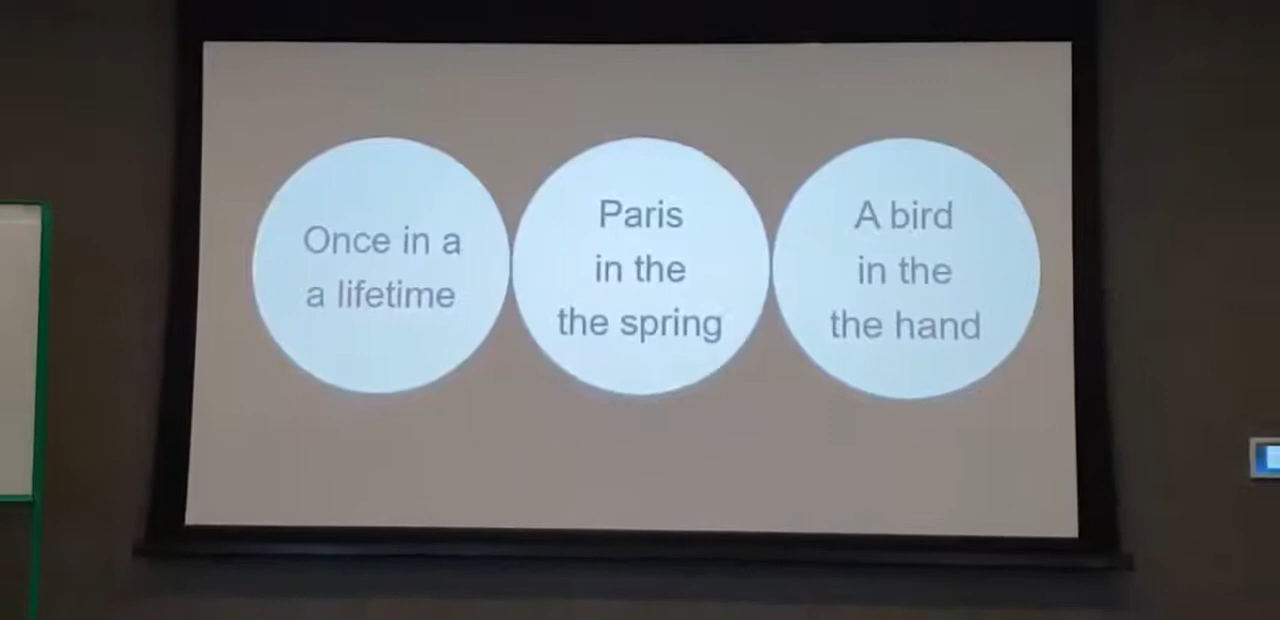 Once in a
a lifetime
Paris
in the
the spring
A bird
in the
the hand